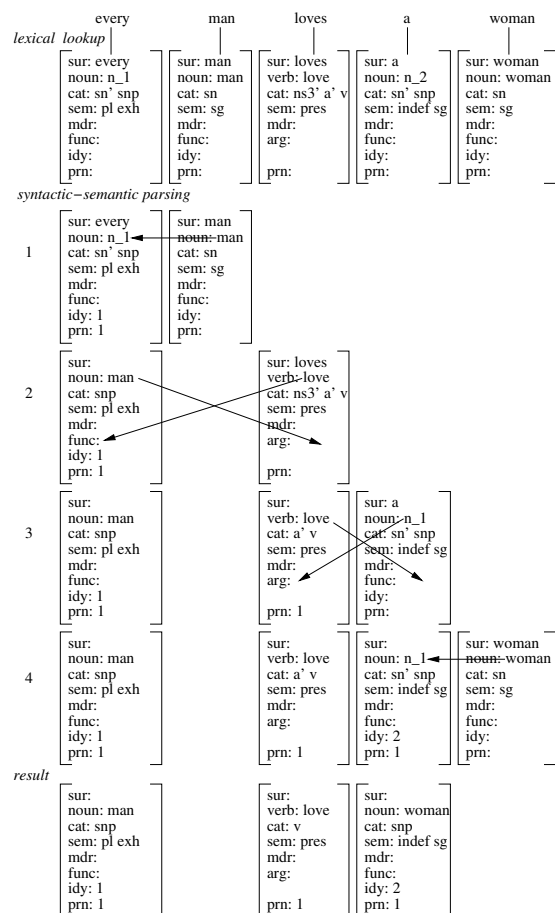 every man loves a woman
lexical lookup
sur: every
noun: n_1
cat: sn' snp
sem: pl exh
mdr:
func:
idy:
prn:
sur: man
noun: man
cat: sn
sem: sg
mdr:
func:
idy:
prn:
sur: loves
verb: love
cat: ns3' a' v
sem: pres
mdr:
arg:
prn:
sur: a
noun: n_2
cat: sn' snp
sem: indef sg
mdr:
func:
idy:
prn:
sur: woman
noun: woman
cat: sn
sem: sg
mdr:
func:
idy:
prn:
syntactic−semantic parsing
1
sur: every
noun: n_1
cat: sn' snp
sem: pl exh
mdr:
func:
idy: 1
prn: 1
sur: man
noun: man
cat: sn
sem: sg
mdr:
func:
idy:
prn:
2
sur:
noun: man
cat: snp
sem: pl exh
mdr:
func:
idy: 1
prn: 1
sur: loves
verb: love
cat: ns3' a' v
sem: pres
mdr:
arg:
prn:
3
sur:
noun: man
cat: snp
sem: pl exh
mdr:
func:
idy: 1
prn: 1
sur:
verb: love
cat: a' v
sem: pres
mdr:
arg:
prn: 1
sur: a
noun: n_1
cat: sn' snp
sem: indef sg
mdr:
func:
idy:
prn:
4
sur:
noun: man
cat: snp
sem: pl exh
mdr:
func:
idy: 1
prn: 1
sur:
verb: love
cat: a' v
sem: pres
mdr:
arg:
prn: 1
sur:
noun: n_1
cat: sn' snp
sem: indef sg
mdr:
func:
idy: 2
prn: 1
sur: woman
noun: woman
cat: sn
sem: sg
mdr:
func:
idy:
prn:
result
sur:
noun: man
cat: snp
sem: pl exh
mdr:
func:
idy: 1
prn: 1
sur:
verb: love
cat: v
sem: pres
mdr:
arg:
prn: 1
sur:
noun: woman
cat: snp
sem: indef sg
mdr:
func:
idy: 2
prn: 1